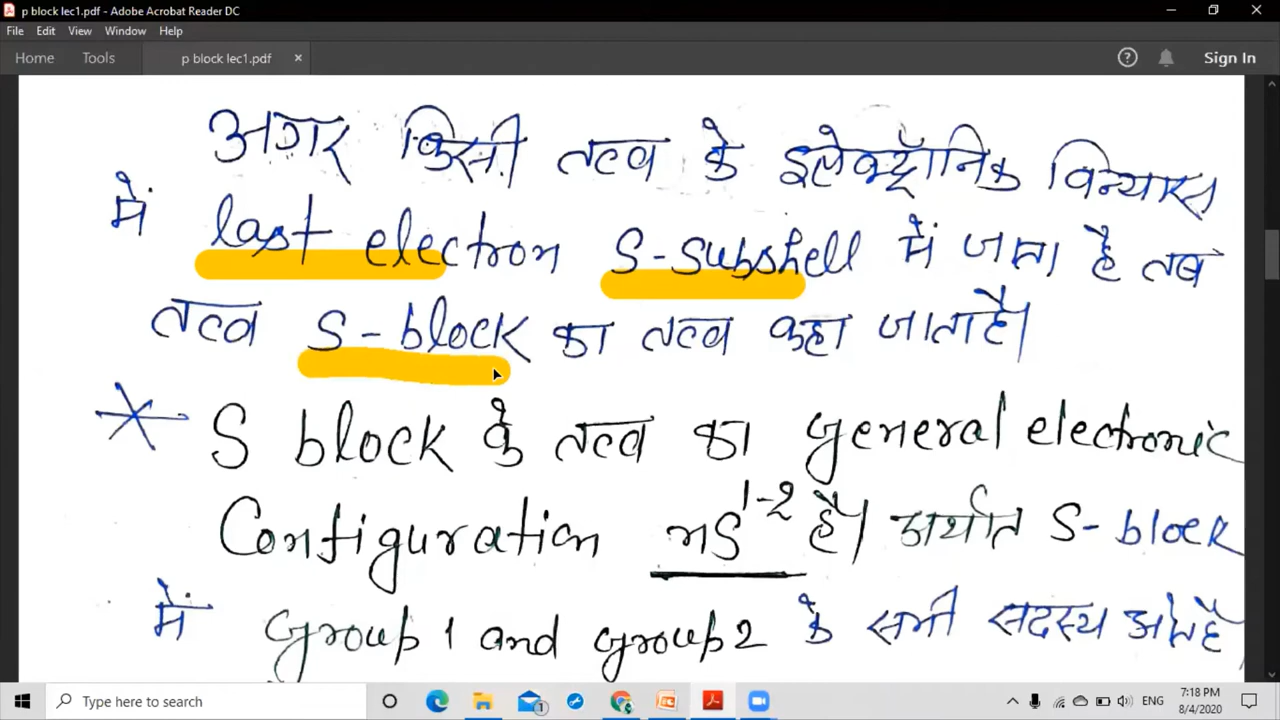 p block lec1.pdf - Adobe Acrobat Reader DC
File Edit View Window Help
Home Tools p block lec1.pdf × Sign In
अगर किसी तत्व के इलेक्ट्रॉनिक विन्यास
में last electron S-subshell में जाता है तब
तत्व S-block का तत्व कहा जाता है।
* S block के तत्व का general electronic
Configuration nS¹⁻² है। अर्थात S-block
में group 1 and group 2 के सभी सदस्य आते है
Type here to search 1 ENG 7:18 PM
8/4/2020